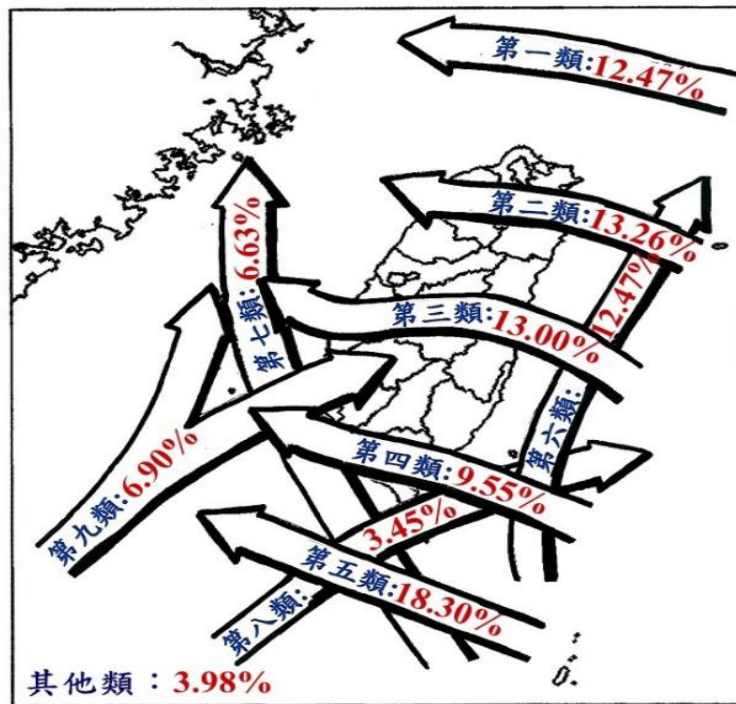 第一類:12.47%
第二類:13.26%
第三類:13.00%
第四類:9.55%
第五類:18.30%
第六類:12.47%
第七類:6.63%
第八類:3.45%
第九類:6.90%
其他類：3.98%